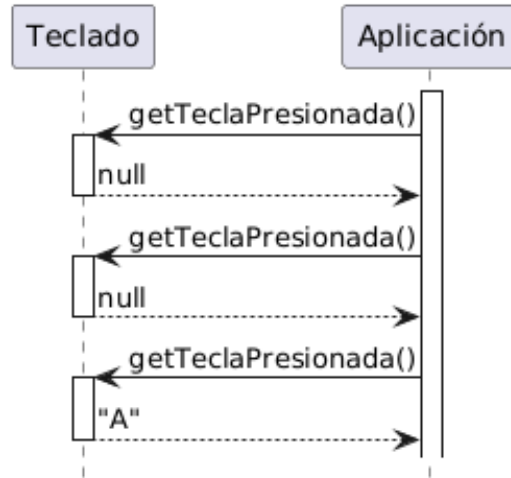 Teclado
Aplicación
getTeclaPresionada()
null
getTeclaPresionada()
null
getTeclaPresionada()
"A"